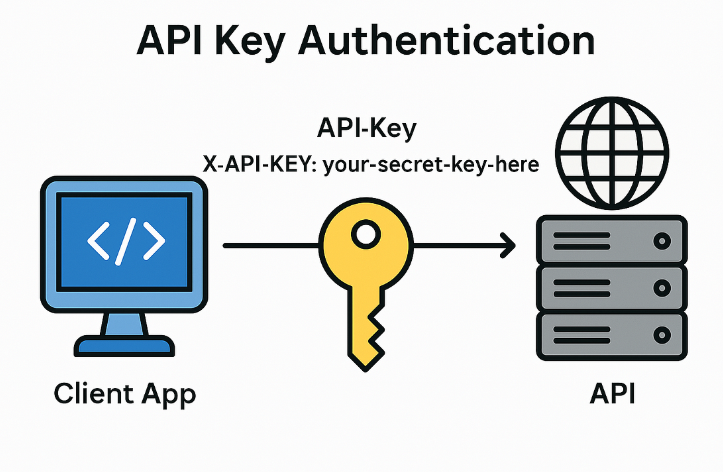 API Key Authentication
API-Key
X-API-KEY: your-secret-key-here
</>
Client App
API